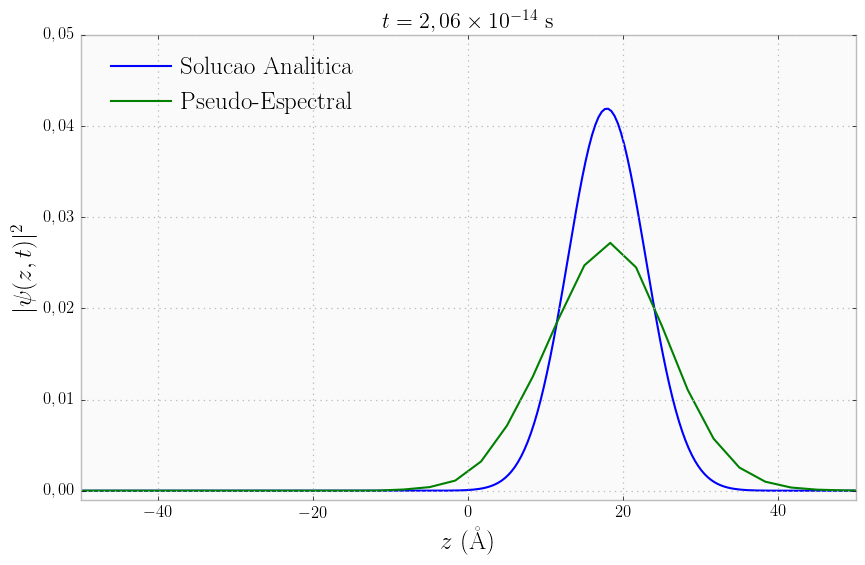 t = 2,06 × 10⁻¹⁴ s
0,05
0,04
0,03
0,02
0,01
0,00
|ψ(z, t)|²
Solucao Analitica
Pseudo-Espectral
−40 −20 0 20 40
z (Å)